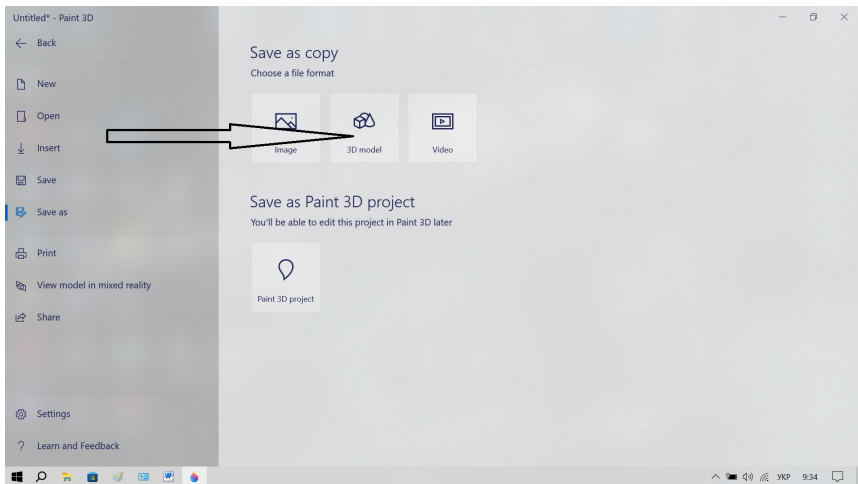 Untitled* - Paint 3D
Back
New
Open
Insert
Save
Save as
Print
View model in mixed reality
Share
Settings
Learn and Feedback
Save as copy
Choose a file format
Image
3D model
Video
Save as Paint 3D project
You'll be able to edit this project in Paint 3D later
Paint 3D project
УКР 9:34